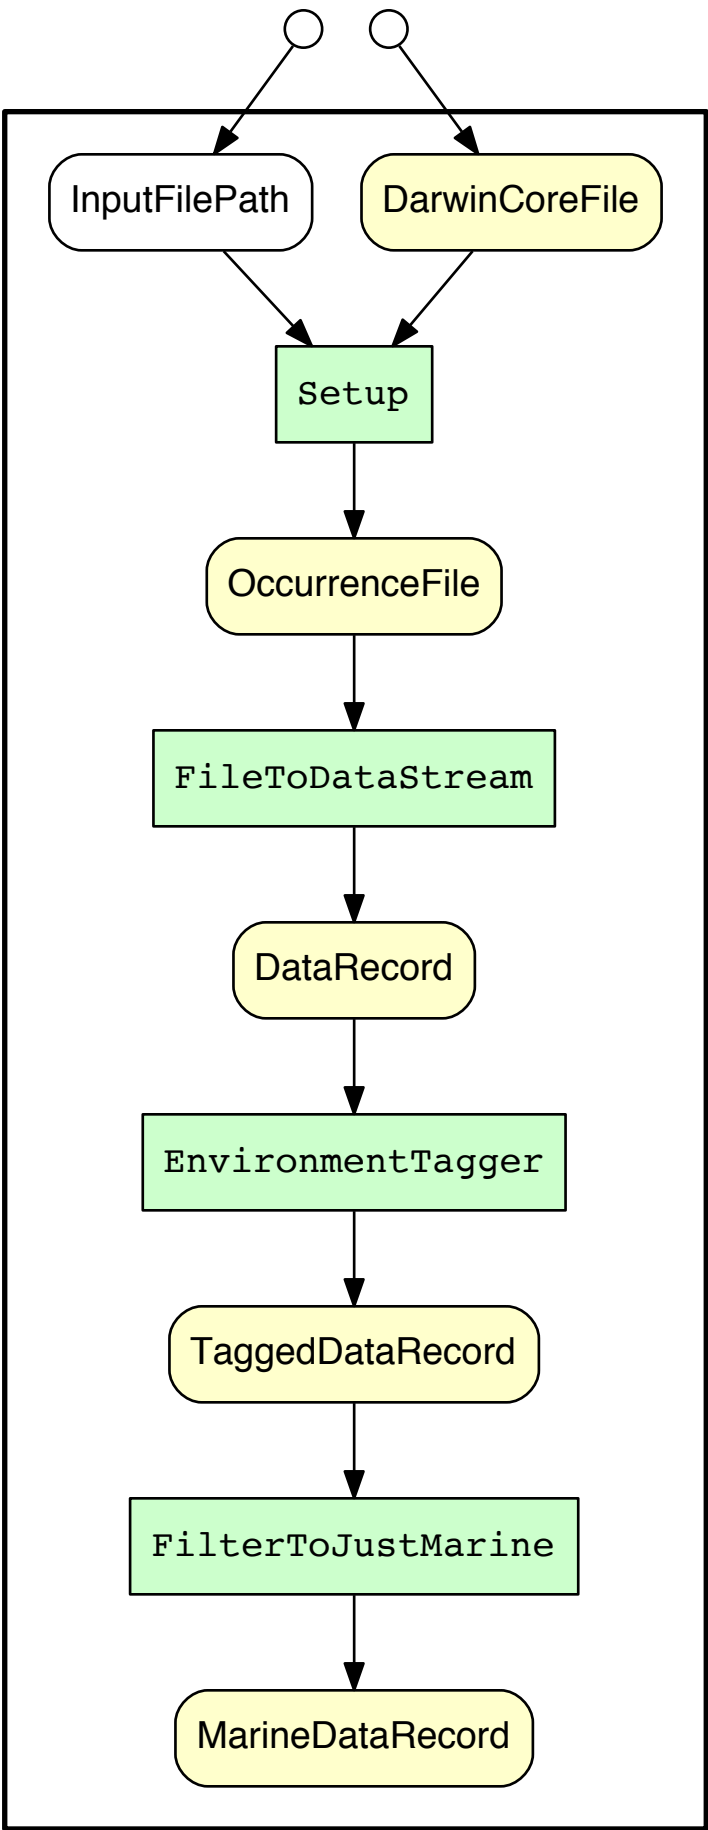 InputFilePath
DarwinCoreFile
Setup
OccurrenceFile
FileToDataStream
DataRecord
EnvironmentTagger
TaggedDataRecord
FilterToJustMarine
MarineDataRecord